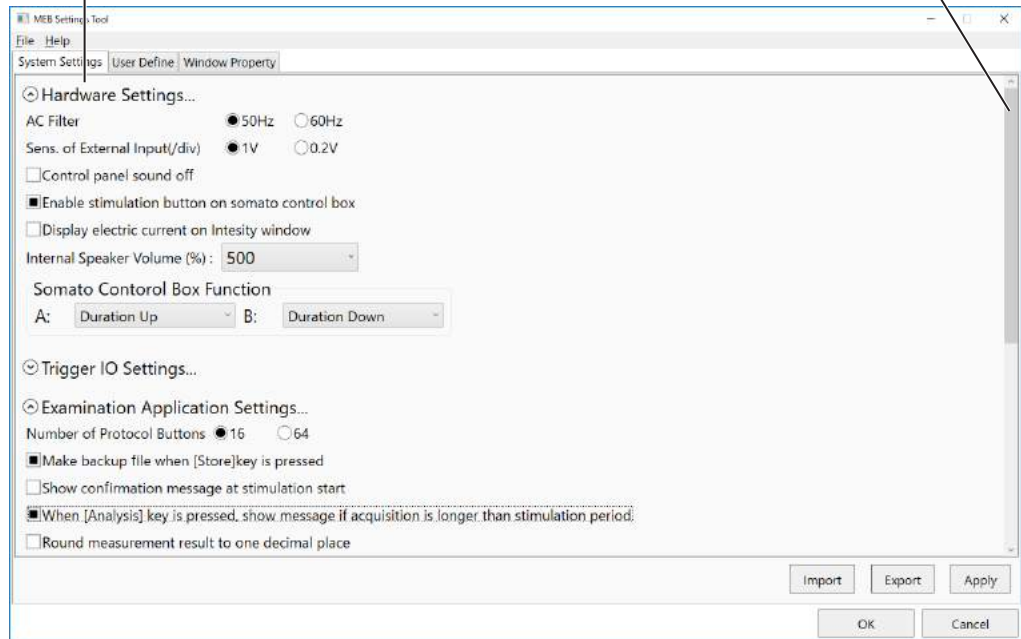 MEB Settings Tool
File Help
System Settings User Define Window Property
Hardware Settings...
AC Filter 50Hz 60Hz
Sens. of External Input(/div) 1V 0.2V
Control panel sound off
Enable stimulation button on somato control box
Display electric current on Intesity window
Internal Speaker Volume (%) : 500
Somato Contorol Box Function
A: Duration Up B: Duration Down
Trigger IO Settings...
Examination Application Settings...
Number of Protocol Buttons 16 64
Make backup file when [Store]key is pressed
Show confirmation message at stimulation start
When [Analysis] key is pressed, show message if acquisition is longer than stimulation period.
Round measurement result to one decimal place
Import Export Apply
OK Cancel